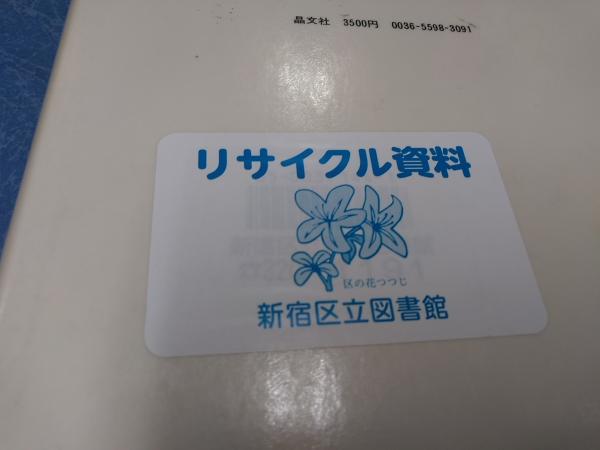 晶文社 3500円 0036-5598-3091
リサイクル資料
区の花つつじ
新宿区立図書館